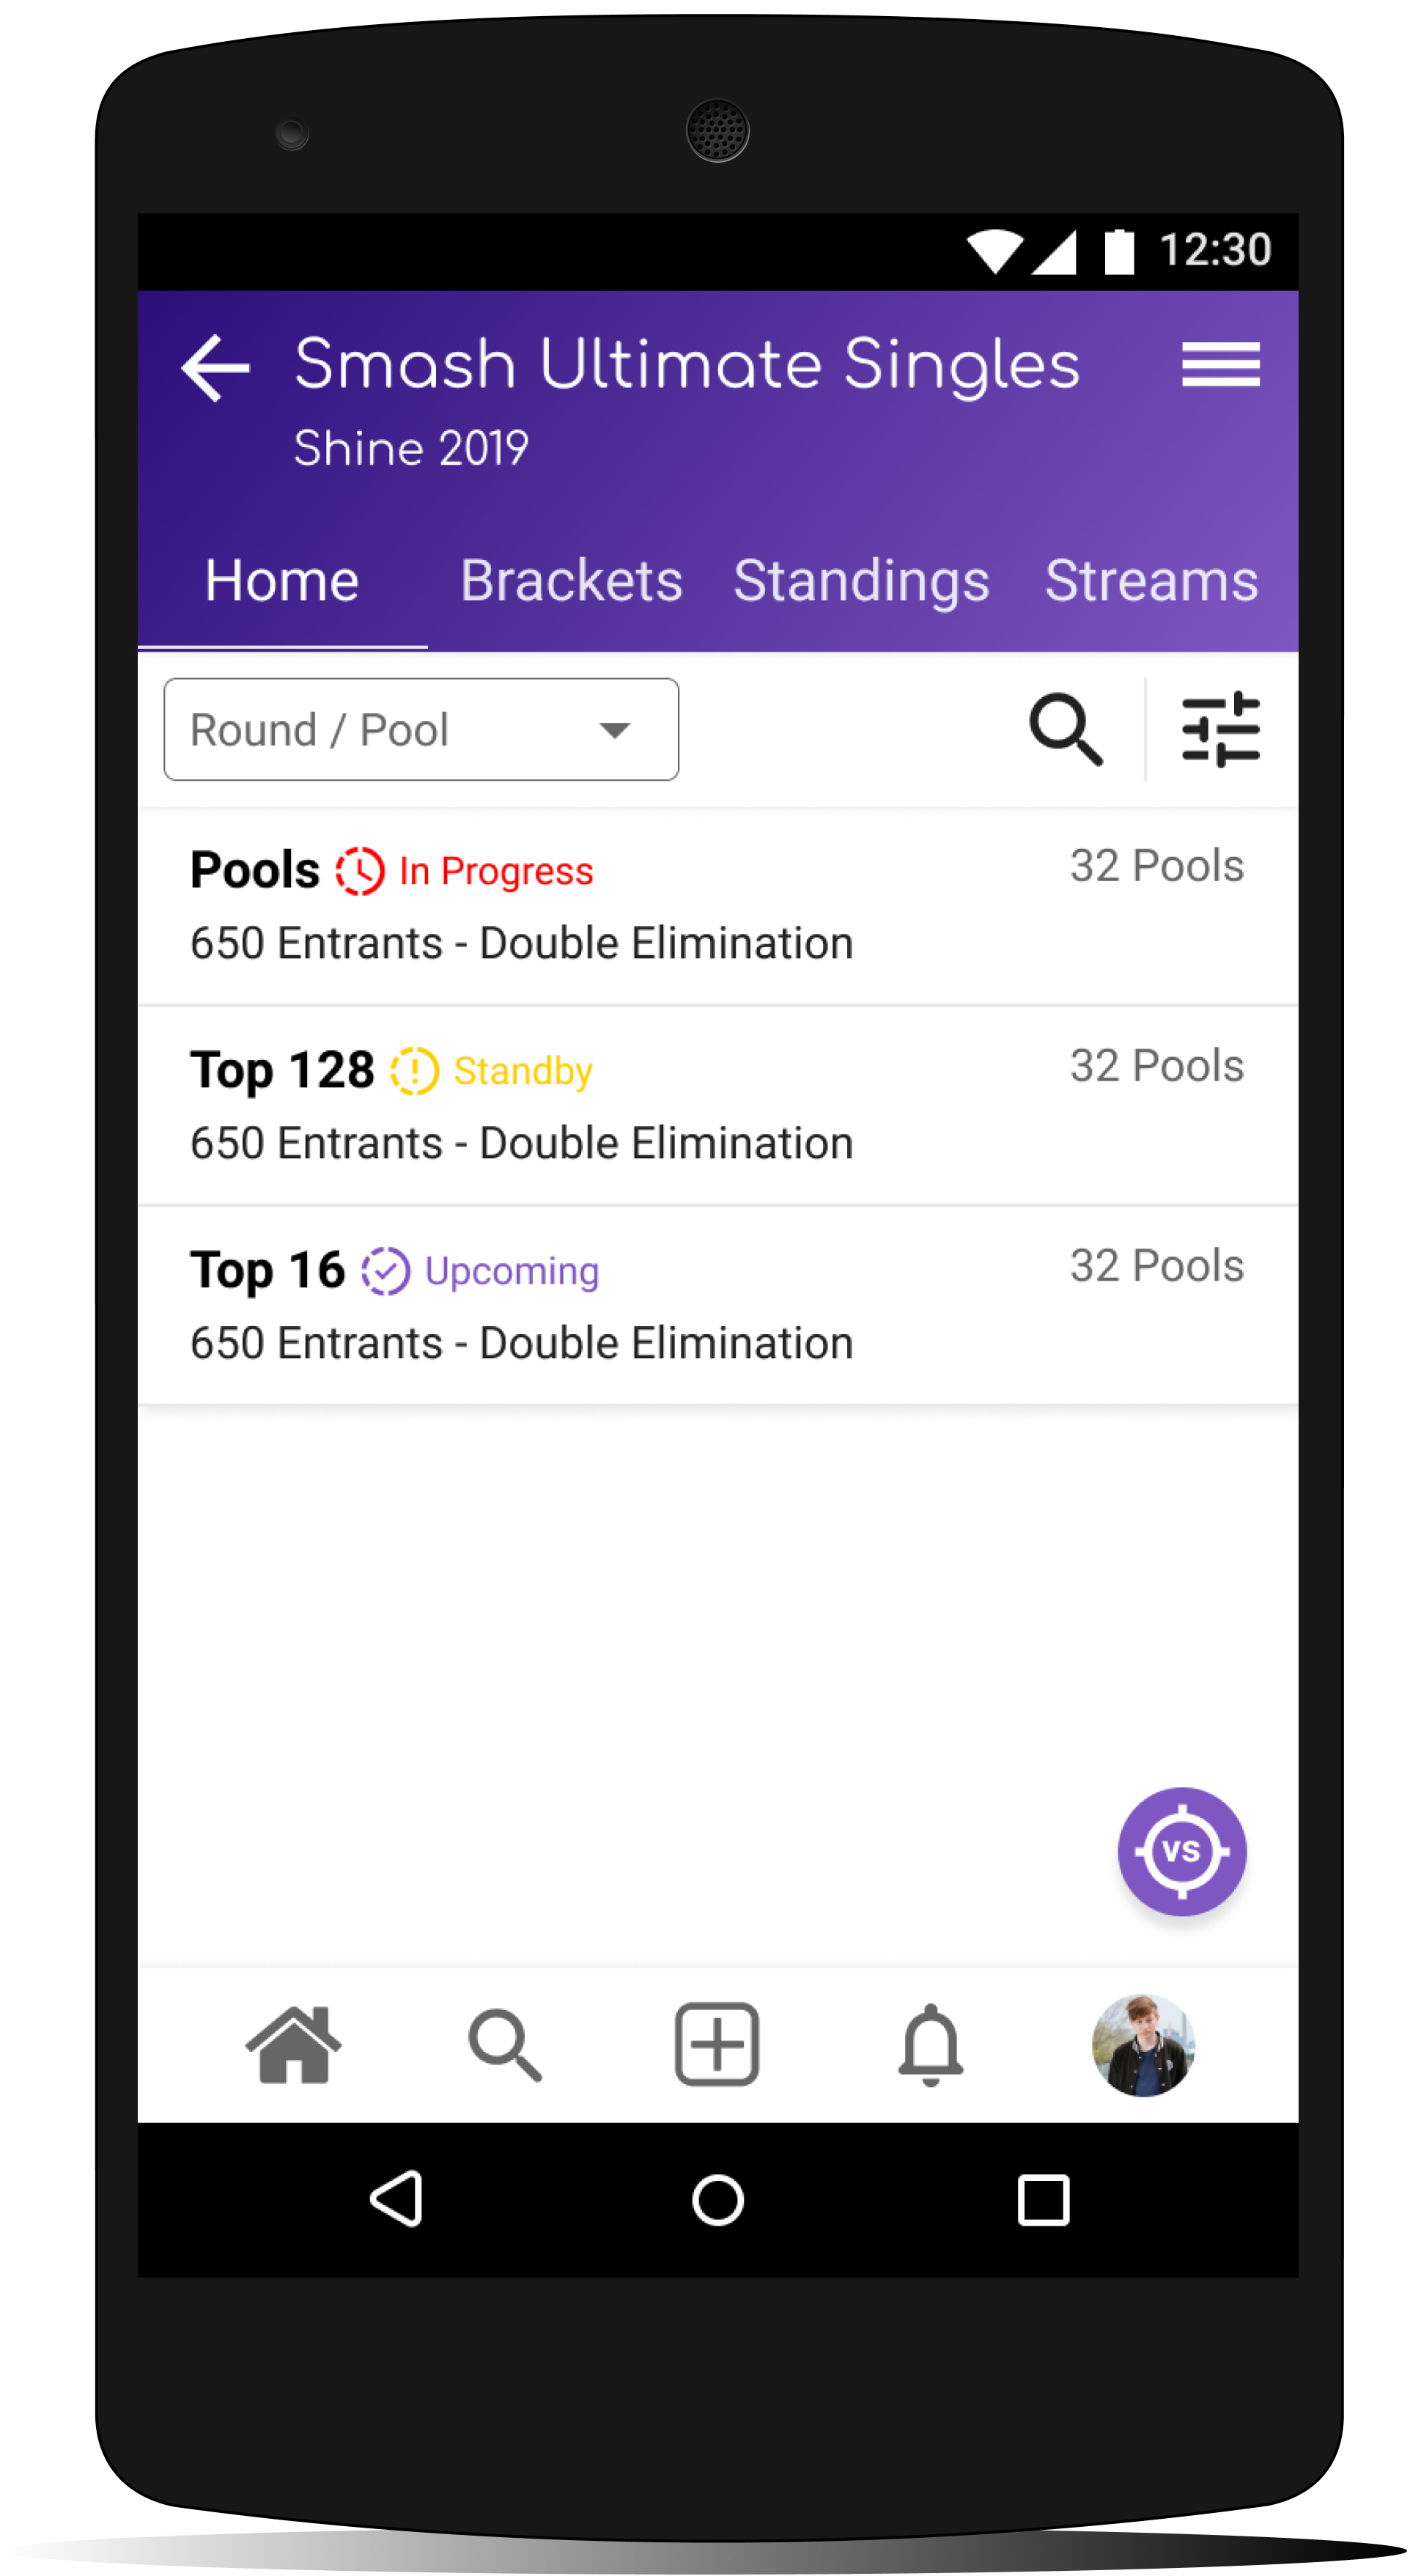 12:30
Smash Ultimate Singles
Shine 2019
Home Brackets Standings Streams
Round / Pool
Pools In Progress 32 Pools
650 Entrants - Double Elimination
Top 128 Standby 32 Pools
650 Entrants - Double Elimination
Top 16 Upcoming 32 Pools
650 Entrants - Double Elimination
VS